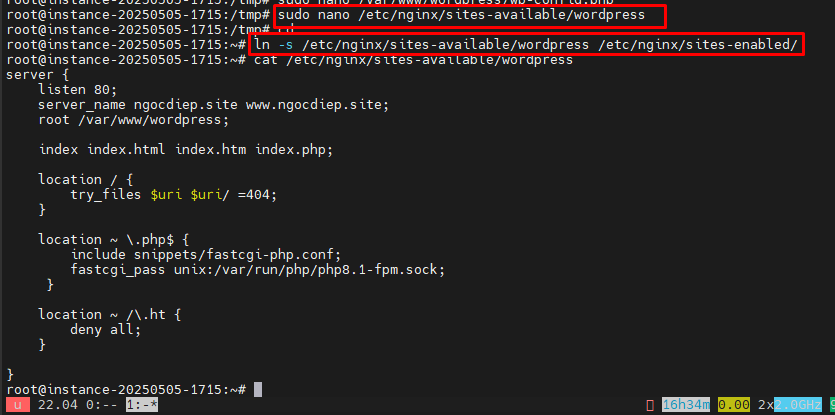 root@instance-20250505-1715:/tmp# sudo nano /var/www/wordpress/wp-config.php
root@instance-20250505-1715:/tmp# sudo nano /etc/nginx/sites-available/wordpress
root@instance-20250505-1715:/tmp# cd
root@instance-20250505-1715:~# ln -s /etc/nginx/sites-available/wordpress /etc/nginx/sites-enabled/
root@instance-20250505-1715:~# cat /etc/nginx/sites-available/wordpress
server {
    listen 80;
    server_name ngocdiep.site www.ngocdiep.site;
    root /var/www/wordpress;

    index index.html index.htm index.php;

    location / {
        try_files $uri $uri/ =404;
    }

    location ~ \.php$ {
        include snippets/fastcgi-php.conf;
        fastcgi_pass unix:/var/run/php/php8.1-fpm.sock;
     }

    location ~ /\.ht {
        deny all;
    }

}
root@instance-20250505-1715:~#
u 22.04 0:-- 1:-* 16h34m 0.00 2x2.0GHz